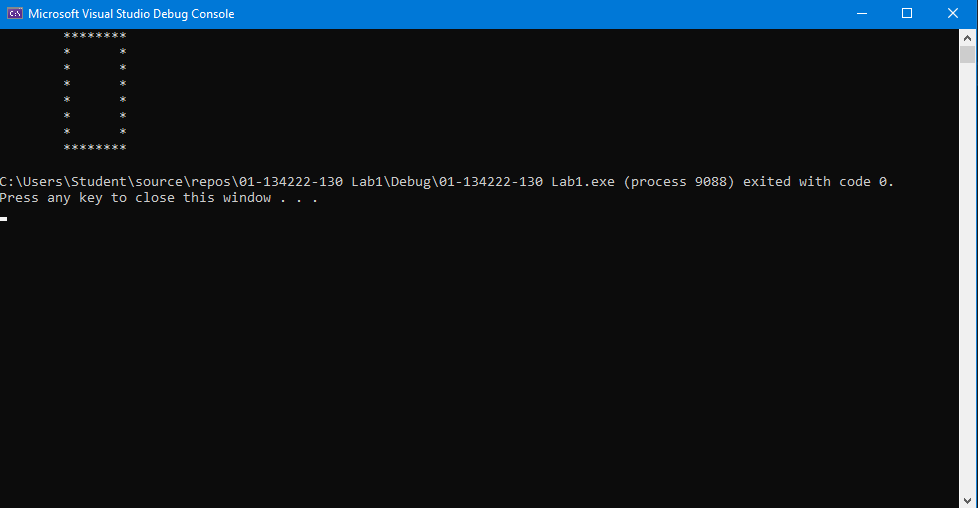 Microsoft Visual Studio Debug Console
        ********
        *      *
        *      *
        *      *
        *      *
        *      *
        *      *
        ********
C:\Users\Student\source\repos\01-134222-130 Lab1\Debug\01-134222-130 Lab1.exe (process 9088) exited with code 0.
Press any key to close this window . . .